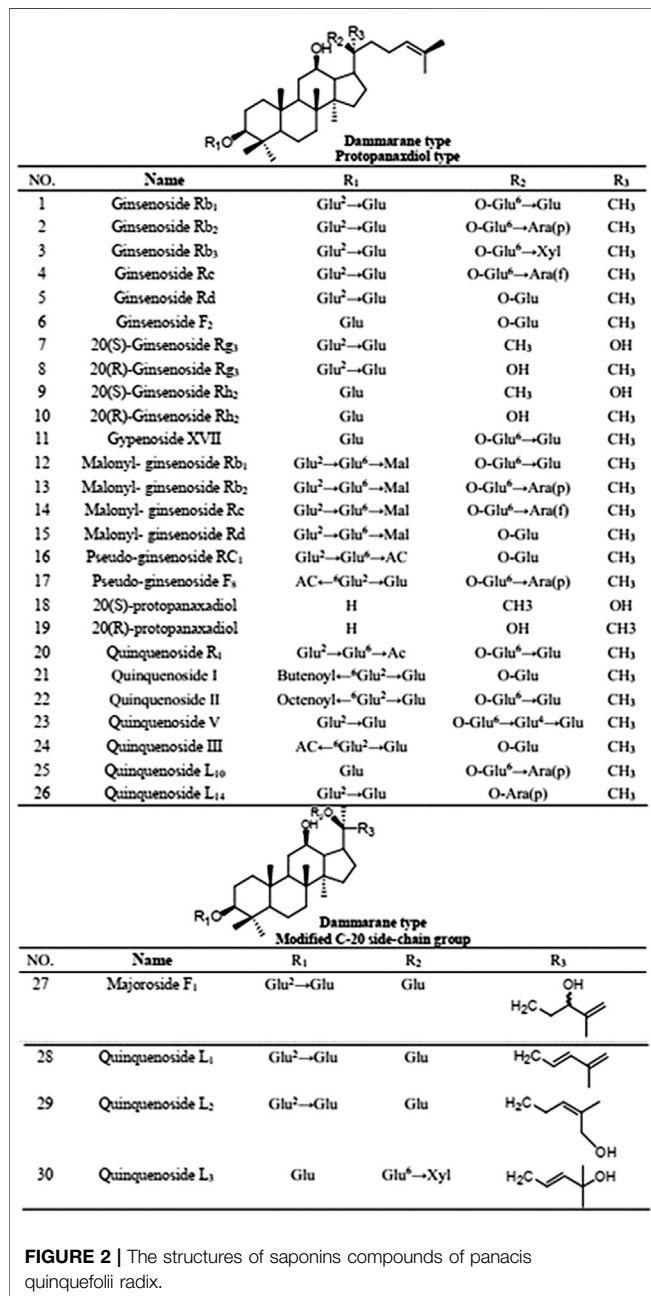 R₂ R₃
OH
R₁O
Dammarane type
Protopanaxdiol type
NO. Name R₁ R₂ R₃
1 Ginsenoside Rb₁ Glu²→Glu O-Glu⁶→Glu CH₃
2 Ginsenoside Rb₂ Glu²→Glu O-Glu⁶→Ara(p) CH₃
3 Ginsenoside Rb₃ Glu²→Glu O-Glu⁶→Xyl CH₃
4 Ginsenoside Rc Glu²→Glu O-Glu⁶→Ara(f) CH₃
5 Ginsenoside Rd Glu²→Glu O-Glu CH₃
6 Ginsenoside F₂ Glu O-Glu CH₃
7 20(S)-Ginsenoside Rg₃ Glu²→Glu CH₃ OH
8 20(R)-Ginsenoside Rg₃ Glu²→Glu OH CH₃
9 20(S)-Ginsenoside Rh₂ Glu CH₃ OH
10 20(R)-Ginsenoside Rh₂ Glu OH CH₃
11 Gypenoside XVII Glu O-Glu⁶→Glu CH₃
12 Malonyl- ginsenoside Rb₁ Glu²→Glu⁶→Mal O-Glu⁶→Glu CH₃
13 Malonyl- ginsenoside Rb₂ Glu²→Glu⁶→Mal O-Glu⁶→Ara(p) CH₃
14 Malonyl- ginsenoside Rc Glu²→Glu⁶→Mal O-Glu⁶→Ara(f) CH₃
15 Malonyl- ginsenoside Rd Glu²→Glu⁶→Mal O-Glu CH₃
16 Pseudo-ginsenoside RC₁ Glu²→Glu⁶→AC O-Glu CH₃
17 Pseudo-ginsenoside F₈ AC←⁶Glu²→Glu O-Glu⁶→Ara(p) CH₃
18 20(S)-protopanaxadiol H CH3 OH
19 20(R)-protopanaxadiol H OH CH3
20 Quinquenoside R₁ Glu²→Glu⁶→Ac O-Glu⁶→Glu CH₃
21 Quinquenoside I Butenoyl←⁶Glu²→Glu O-Glu CH₃
22 Quinquenoside II Octenoyl←⁶Glu²→Glu O-Glu⁶→Glu CH₃
23 Quinquenoside V Glu²→Glu O-Glu⁶→Glu⁴→Glu CH₃
24 Quinquenoside III AC←⁶Glu²→Glu O-Glu CH₃
25 Quinquenoside L₁₀ Glu O-Glu⁶→Ara(p) CH₃
26 Quinquenoside L₁₄ Glu²→Glu O-Ara(p) CH₃
R₂O
OH R₃
R₁O
Dammarane type
Modified C-20 side-chain group
NO. Name R₁ R₂ R₃
27 Majoroside F₁ Glu²→Glu Glu
OH
H₂C
28 Quinquenoside L₁ Glu²→Glu Glu H₂C
29 Quinquenoside L₂ Glu²→Glu Glu H₂C
OH
30 Quinquenoside L₃ Glu Glu⁶→Xyl H₂C OH
FIGURE 2 | The structures of saponins compounds of panacis
quinquefolii radix.